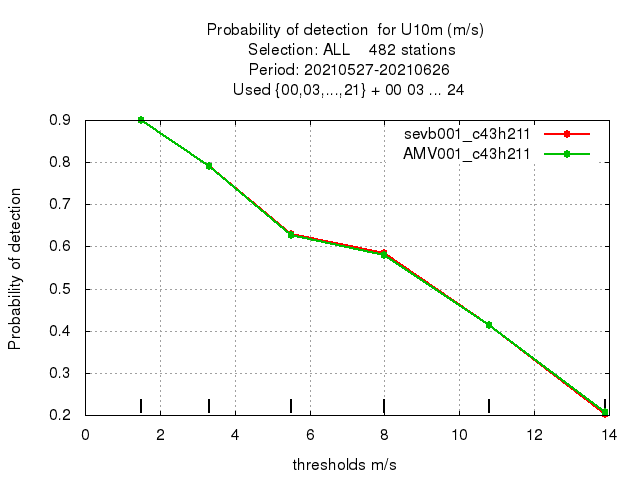 Probability of detection  for U10m (m/s)
Selection: ALL    482 stations
Period: 20210527-20210626
Used {00,03,...,21} + 00 03 ... 24
sevb001_c43h211
AMV001_c43h211
Probability of detection
0.9
0.8
0.7
0.6
0.5
0.4
0.3
0.2
0 2 4 6 8 10 12 14
thresholds m/s